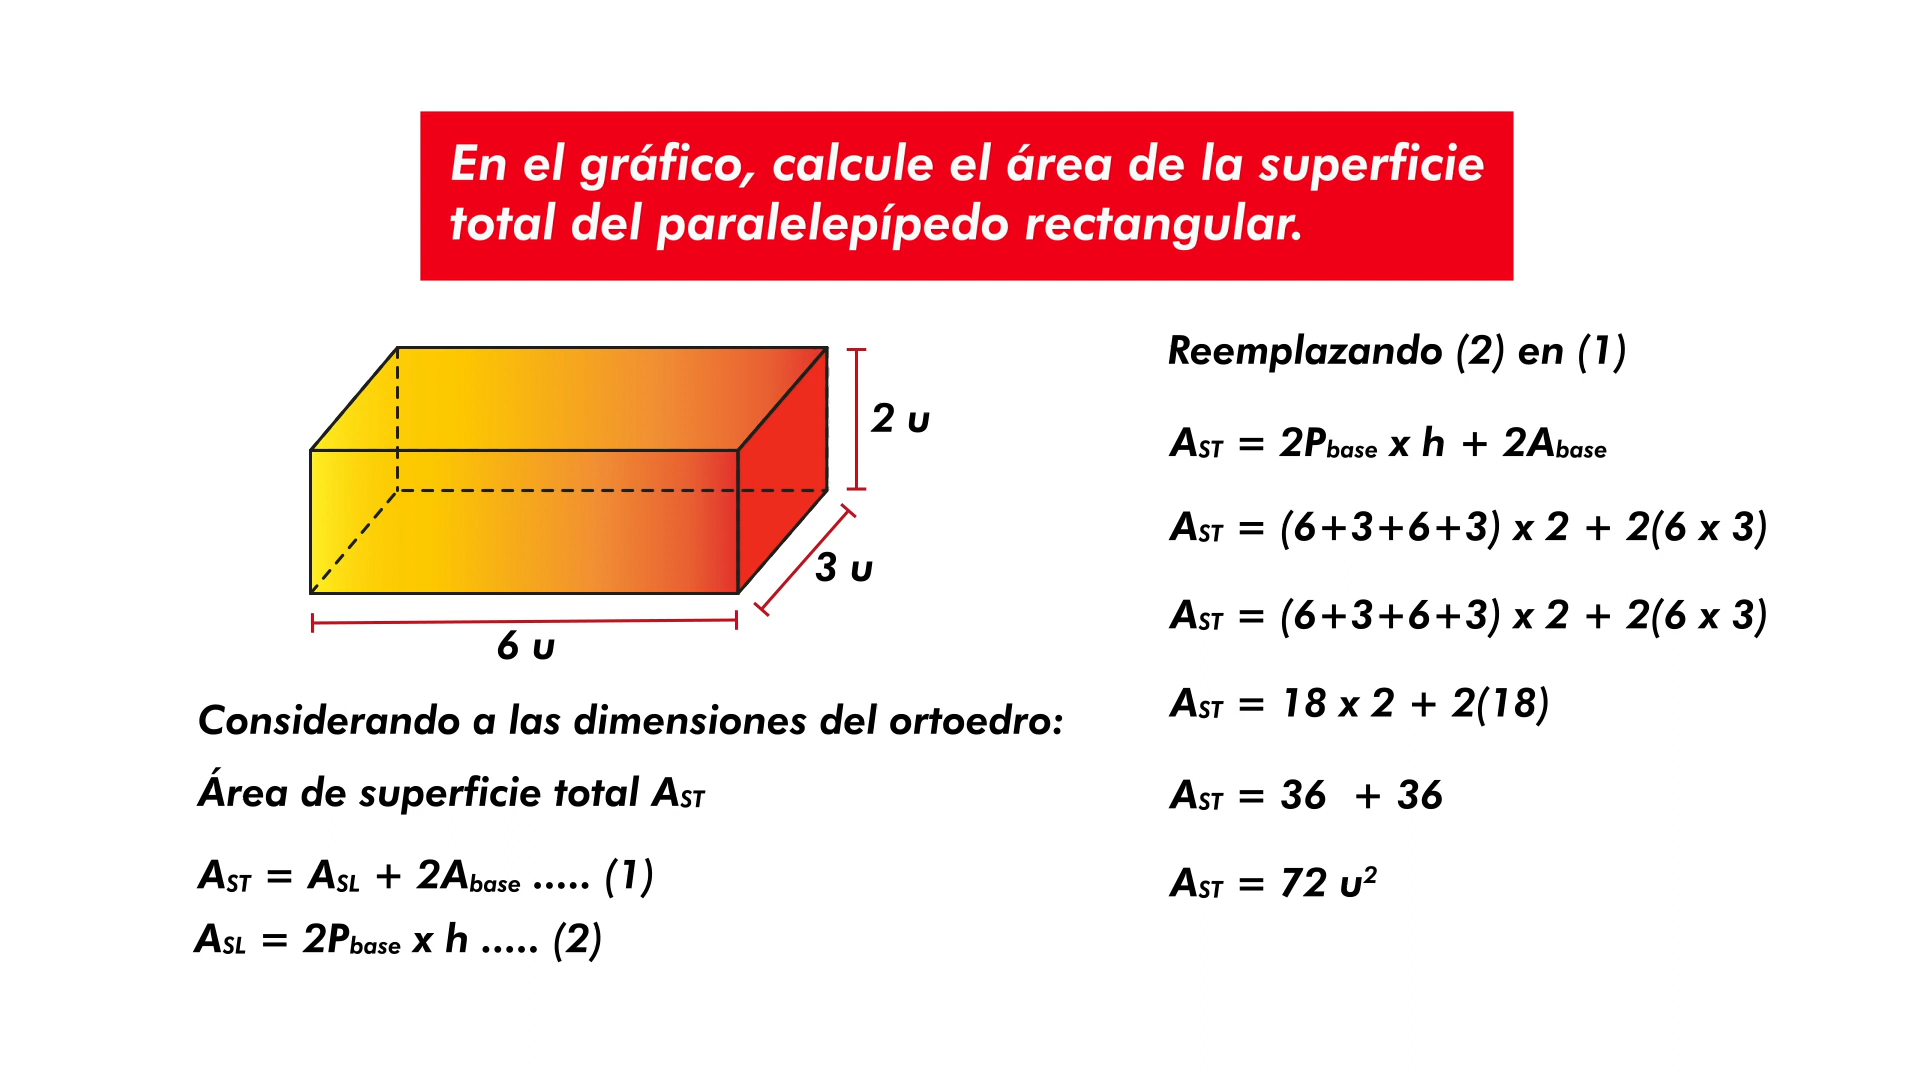 En el gráfico, calcule el área de la superficie
total del paralelepípedo rectangular.
2 u
3 u
6 u
Considerando a las dimensiones del ortoedro:
Área de superficie total AST
AST = ASL + 2Abase ..... (1)
ASL = 2Pbase x h ..... (2)
Reemplazando (2) en (1)
AST = 2Pbase x h + 2Abase
AST = (6+3+6+3) x 2 + 2(6 x 3)
AST = (6+3+6+3) x 2 + 2(6 x 3)
AST = 18 x 2 + 2(18)
AST = 36 + 36
AST = 72 u²